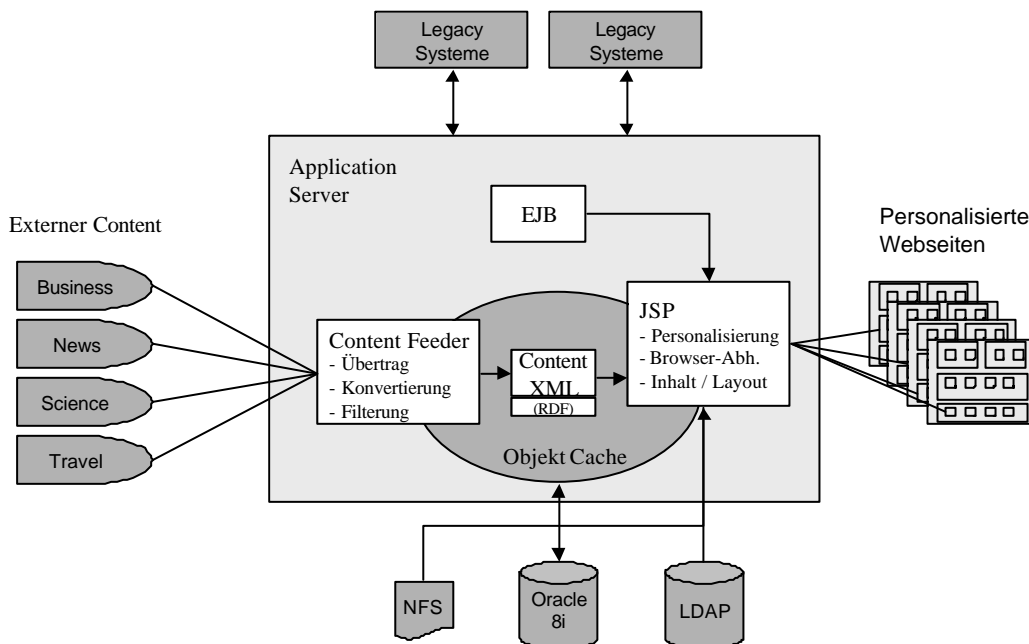 Legacy
Systeme
Legacy
Systeme
Application
Server
EJB
Externer Content
Personalisierte
Webseiten
Business
News
Science
Travel
Content Feeder
- Übertrag
- Konvertierung
- Filterung
Content
XML
(RDF)
JSP
- Personalisierung
- Browser-Abh.
- Inhalt / Layout
Objekt Cache
NFS
Oracle
8i
LDAP